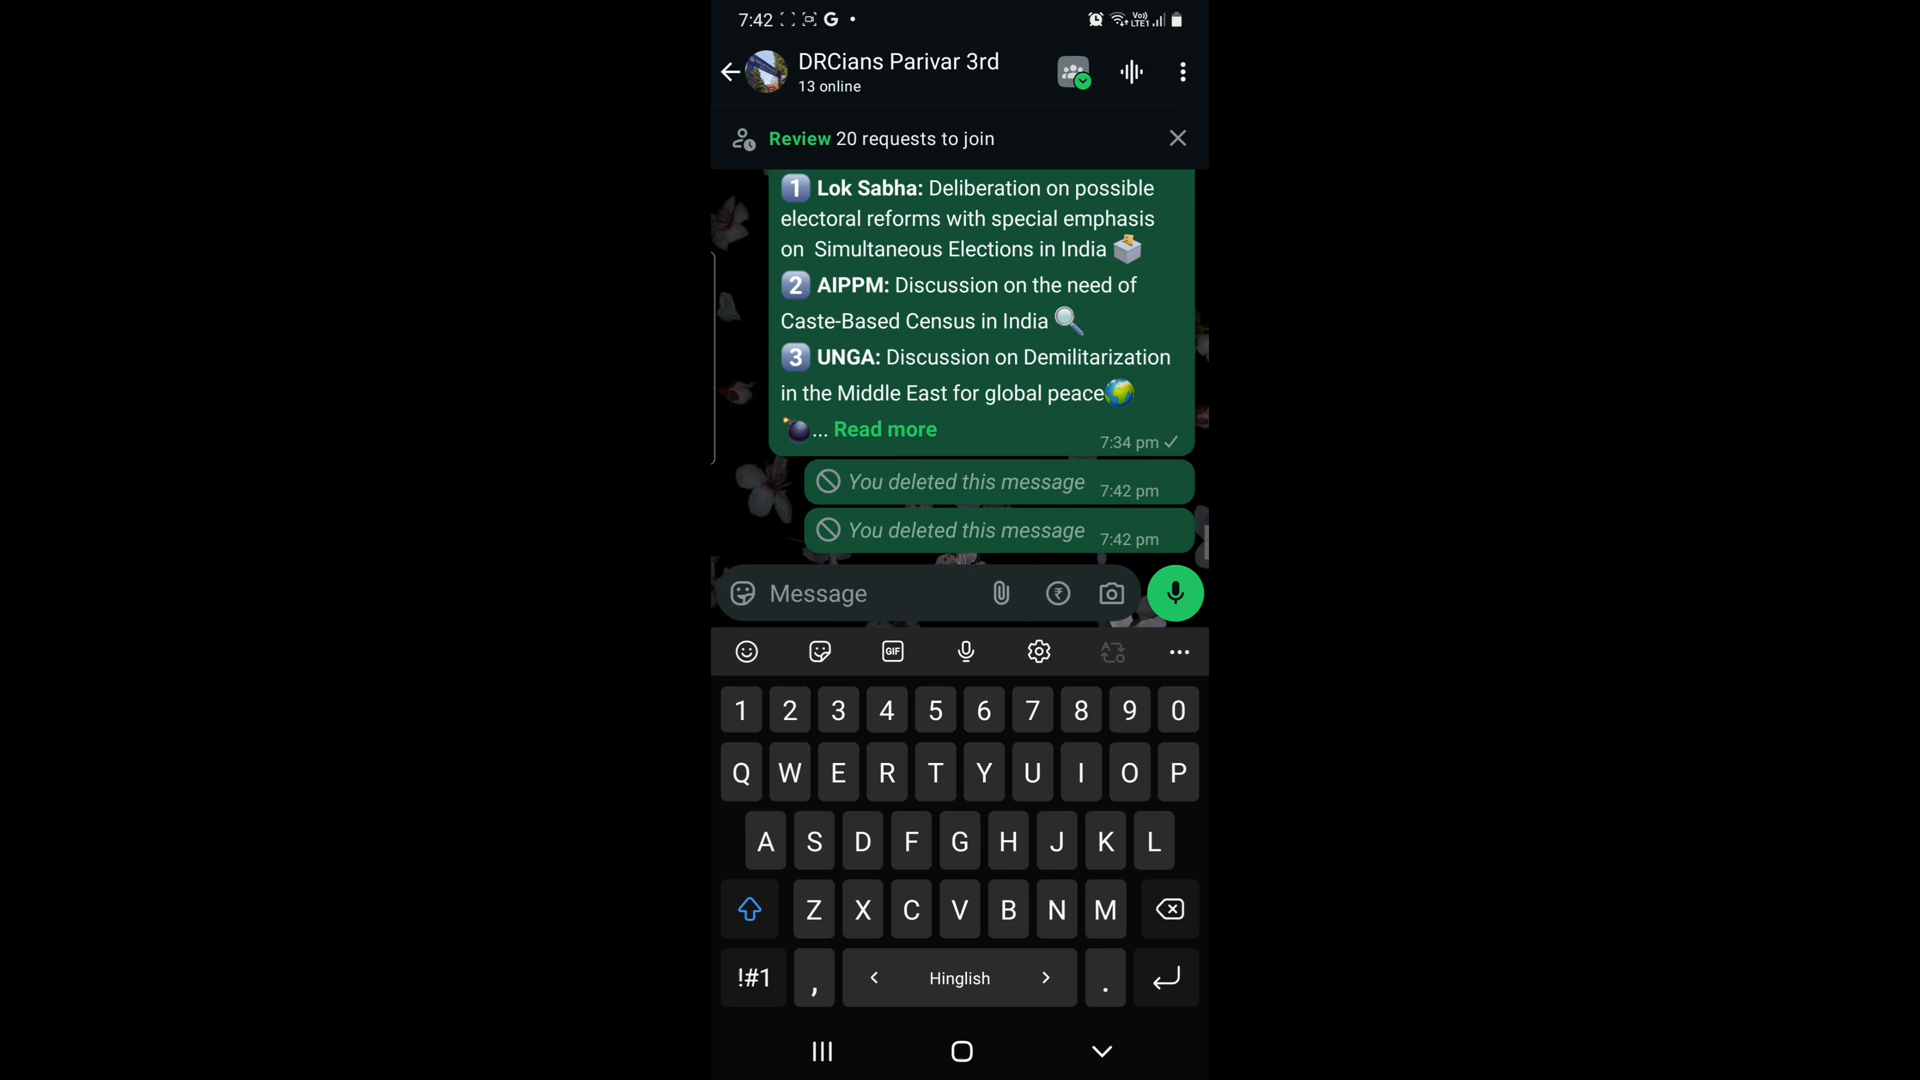 7:42 G •
Vo)) LTE1
DRCians Parivar 3rd
13 online
Review 20 requests to join
1 Lok Sabha: Deliberation on possible
electoral reforms with special emphasis
on Simultaneous Elections in India
2 AIPPM: Discussion on the need of
Caste-Based Census in India
3 UNGA: Discussion on Demilitarization
in the Middle East for global peace
... Read more
7:34 pm
You deleted this message 7:42 pm
You deleted this message 7:42 pm
Message ₹
GIF
1 2 3 4 5 6 7 8 9 0
Q W E R T Y U I O P
A S D F G H J K L
Z X C V B N M
!#1 , < Hinglish > .